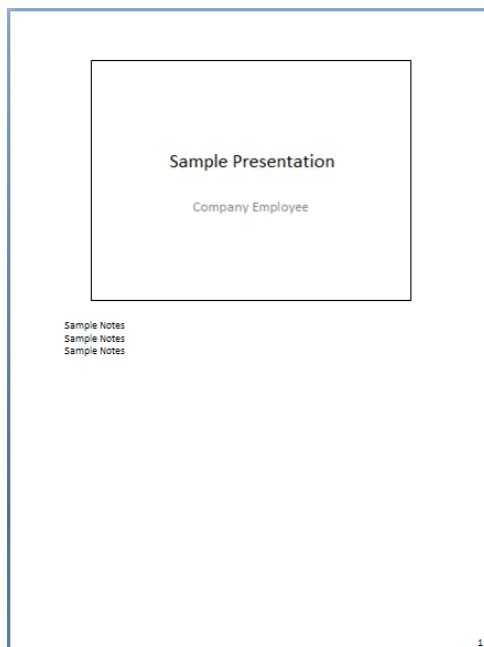 Sample Presentation
Company Employee
Sample Notes
Sample Notes
Sample Notes
1